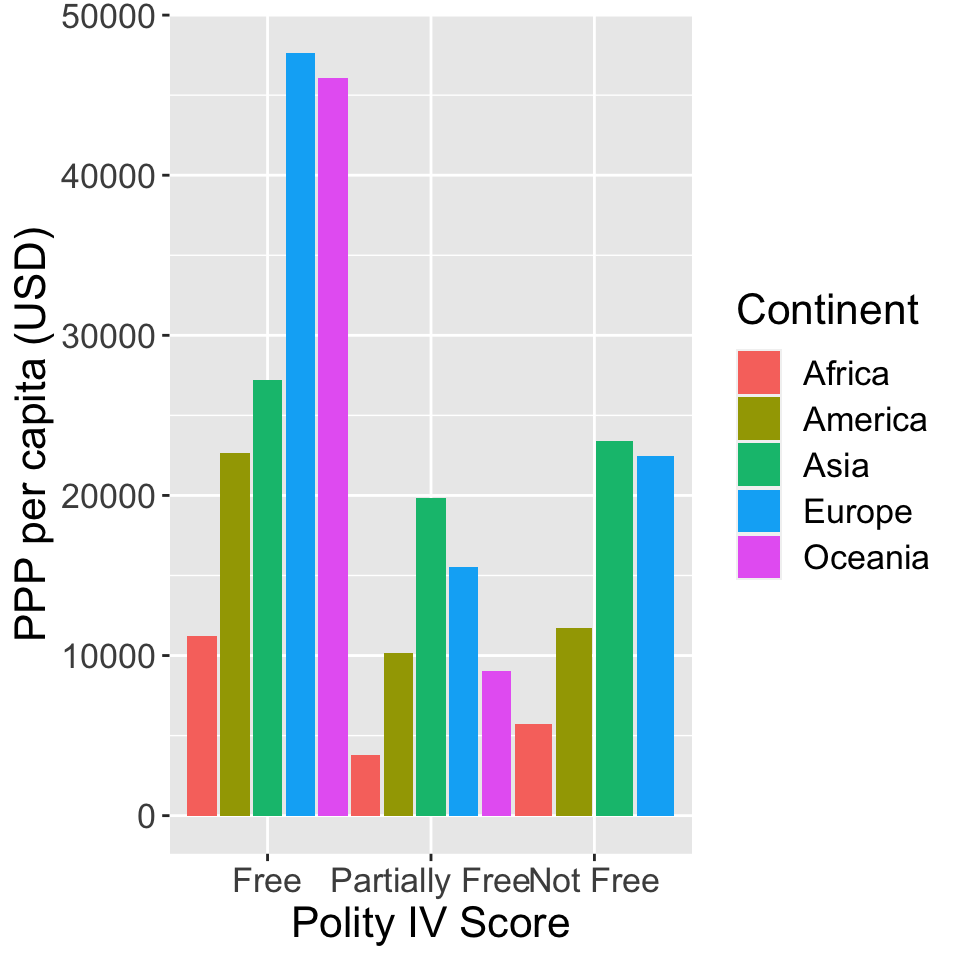 50000
40000
30000
20000
10000
0
PPP per capita (USD)
Free
Partially Free
Not Free
Polity IV Score
Continent
Africa
America
Asia
Europe
Oceania